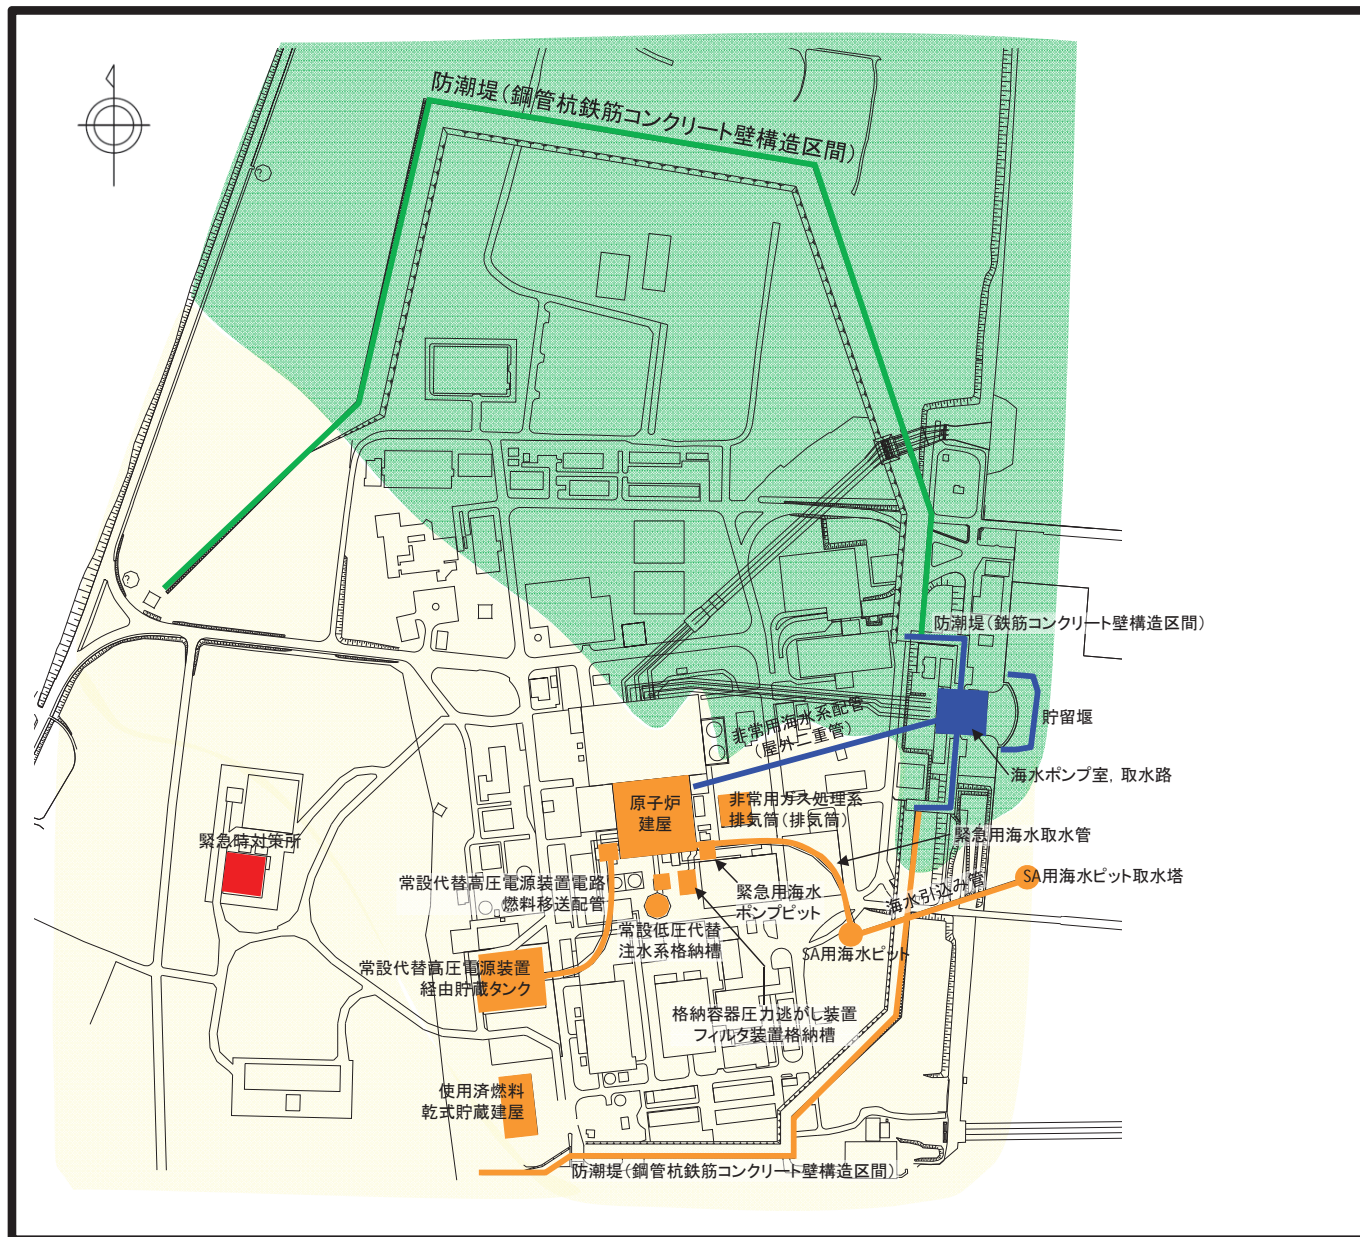 防潮堤(鋼管杭鉄筋コンクリート壁構造区間)
防潮堤(鉄筋コンクリート壁構造区間)
貯留堰
海水ポンプ室, 取水路
非常用海水系配管
(屋外二重管)
原子炉
建屋
非常用ガス処理系
排気筒(排気筒)
緊急用海水取水管
緊急時対策所
SA用海水ピット取水塔
海水引込み管
常設代替高圧電源装置電路
燃料移送配管
緊急用海水
ポンプピット
常設低圧代替
注水系格納槽
SA用海水ピット
常設代替高圧電源装置
経由貯蔵タンク
格納容器圧力逃がし装置
フィルタ装置格納槽
使用済燃料
乾式貯蔵建屋
防潮堤(鋼管杭鉄筋コンクリート壁構造区間)